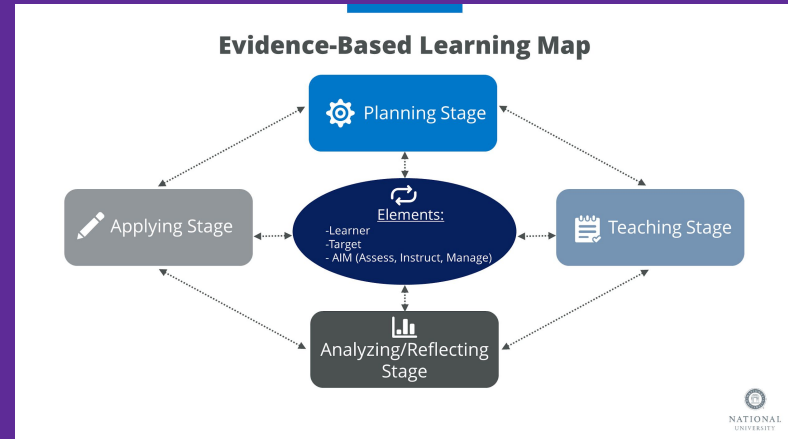 Evidence-Based Learning Map
Planning Stage
Applying Stage
Elements:
-Learner
-Target
- AIM (Assess, Instruct, Manage)
Teaching Stage
Analyzing/Reflecting
Stage
NATIONAL
UNIVERSITY